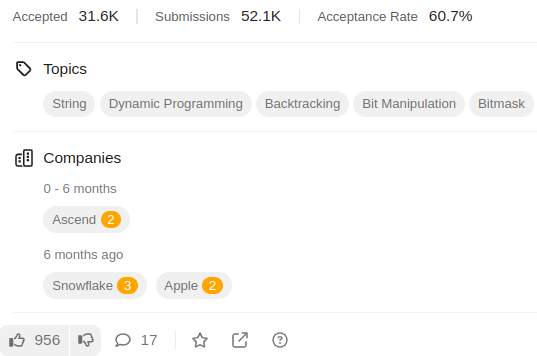 Accepted 31.6K Submissions 52.1K Acceptance Rate 60.7%
Topics
String Dynamic Programming Backtracking Bit Manipulation Bitmask
Companies
0 - 6 months
Ascend 2
6 months ago
Snowflake 3 Apple 2
956 17